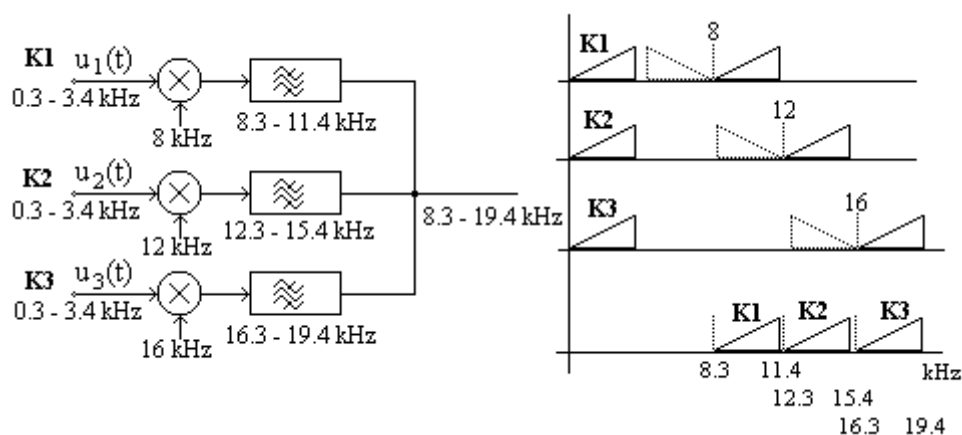 K1 u1(t)
0.3 - 3.4 kHz
8 kHz
8.3 - 11.4 kHz
K2 u2(t)
0.3 - 3.4 kHz
12 kHz
12.3 - 15.4 kHz
8.3 - 19.4 kHz
K3 u3(t)
0.3 - 3.4 kHz
16 kHz
16.3 - 19.4 kHz
K1 8
K2 12
K3 16
K1 K2 K3
8.3 11.4 kHz
12.3 15.4
16.3 19.4